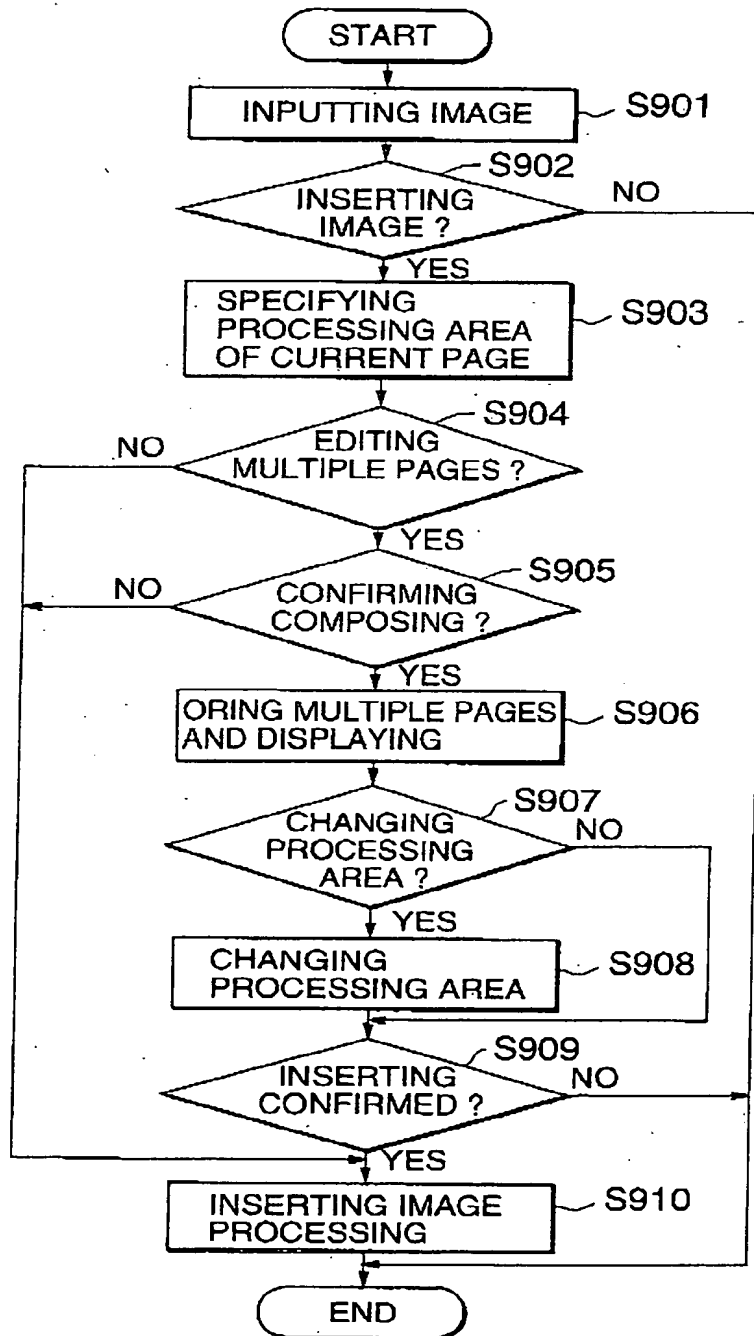 START
INPUTTING IMAGE
S901
S902
INSERTING
IMAGE ?
NO
YES
SPECIFYING
PROCESSING AREA
OF CURRENT PAGE
S903
S904
EDITING
MULTIPLE PAGES ?
NO
YES
S905
CONFIRMING
COMPOSING ?
NO
YES
ORING MULTIPLE PAGES
AND DISPLAYING
S906
S907
CHANGING
PROCESSING
AREA ?
NO
YES
CHANGING
PROCESSING AREA
S908
S909
INSERTING
CONFIRMED ?
NO
YES
INSERTING IMAGE
PROCESSING
S910
END